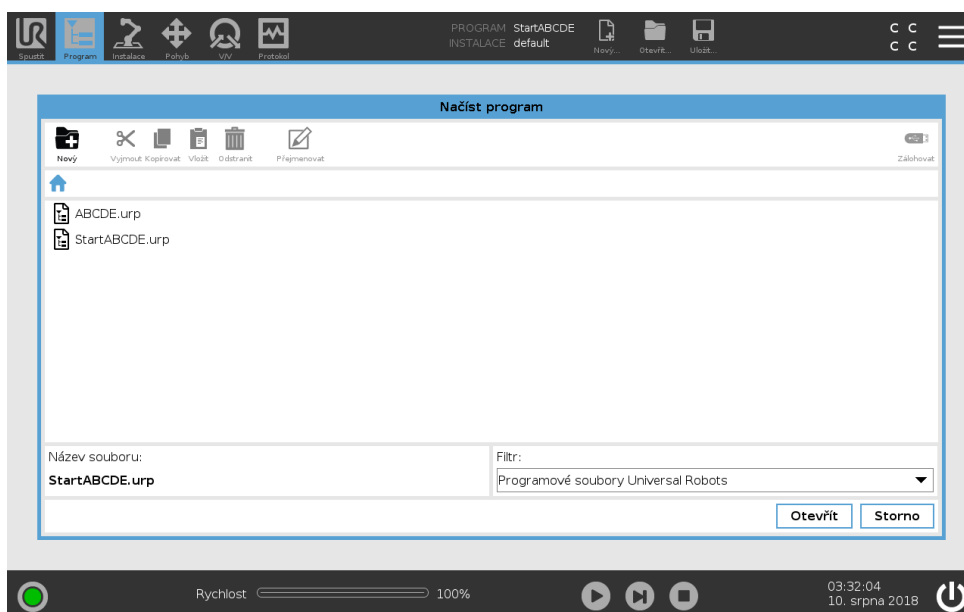 PROGRAM StartABCDE
INSTALACE default
Spustit Program Instalace Pohyb V/V Protokol Nový... Otevřít... Uložit...
C C
C C
Načíst program
Nový Vyjmout Kopírovat Vložit Odstranit Přejmenovat Zálohovat
ABCDE.urp
StartABCDE.urp
Název souboru: Filtr:
StartABCDE.urp Programové soubory Universal Robots
Otevřít Storno
Rychlost 100% 03:32:04
10. srpna 2018